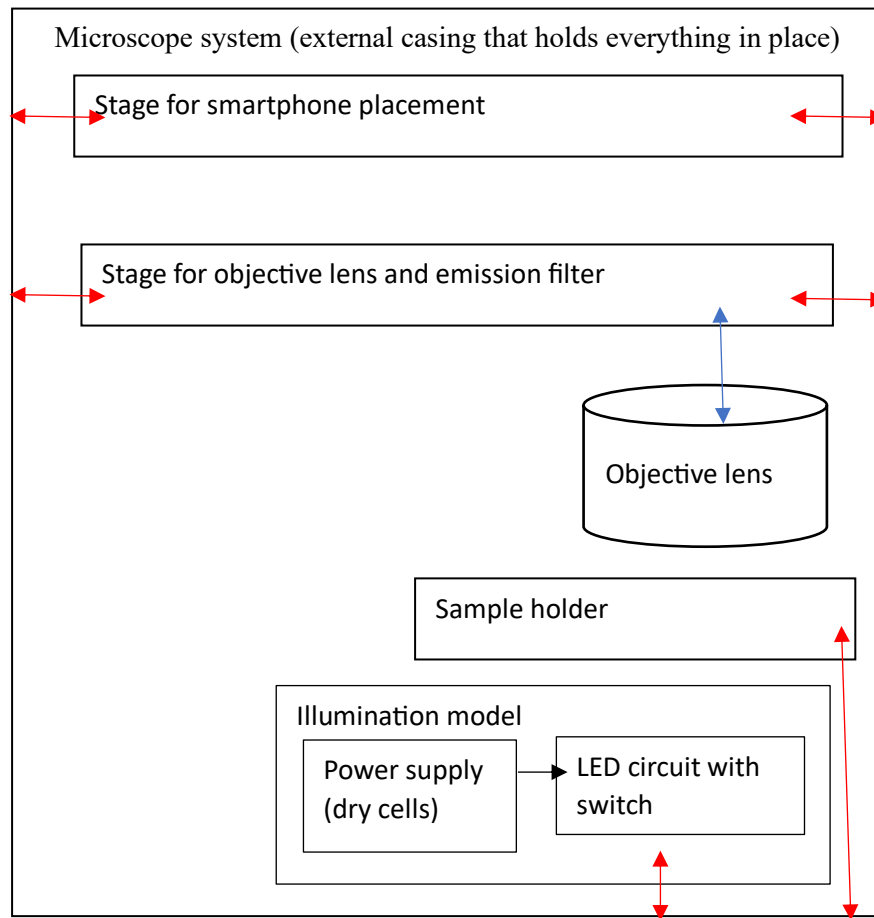 Microscope system (external casing that holds everything in place)
Stage for smartphone placement
Stage for objective lens and emission filter
Objective lens
Sample holder
Illumination model
Power supply
(dry cells)
LED circuit with
switch